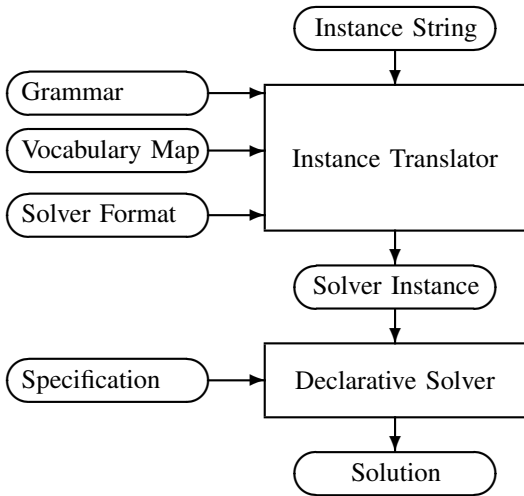 Instance String
Grammar
Vocabulary Map
Instance Translator
Solver Format
Solver Instance
Specification
Declarative Solver
Solution